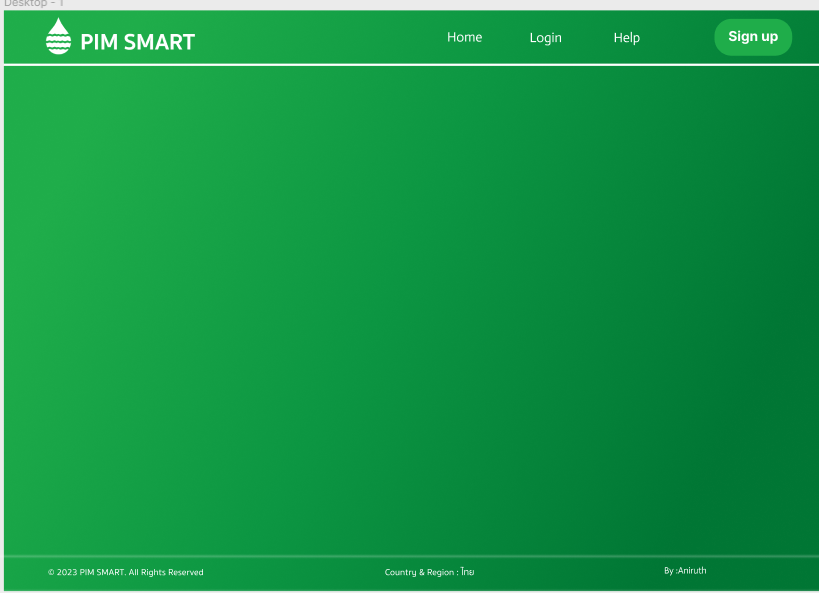 Desktop - 1
PIM SMART
Home
Login
Help
Sign up
© 2023 PIM SMART. All Rights Reserved
Country & Region : ไทย
By :Aniruth